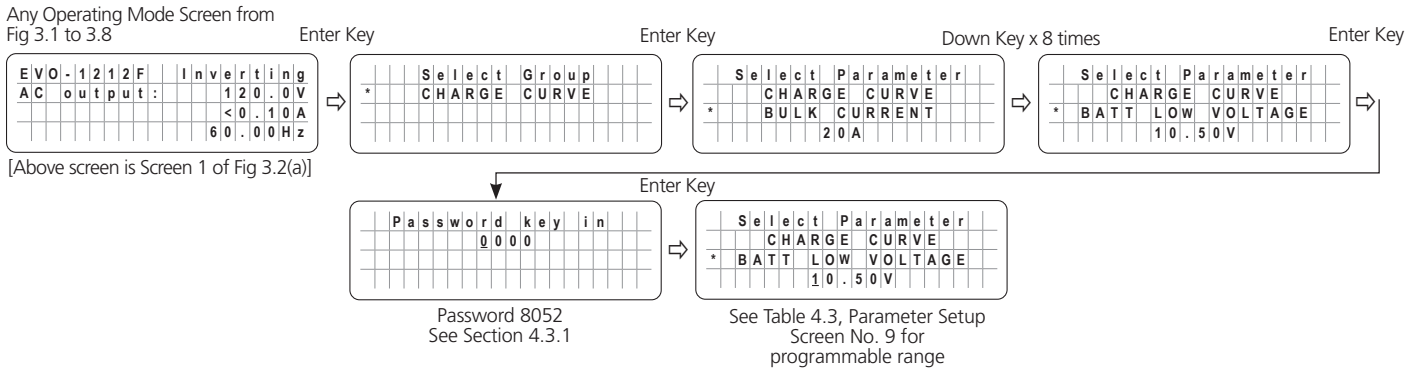 Any Operating Mode Screen from
Fig 3.1 to 3.8
Enter Key
Enter Key
Down Key x 8 times
Enter Key
EVO-1212F Inverting
AC output: 120.0V
<0.10A
60.00Hz
[Above screen is Screen 1 of Fig 3.2(a)]
Select Group
* CHARGE CURVE
Select Parameter
CHARGE CURVE
* BULK CURRENT
20A
Select Parameter
CHARGE CURVE
* BATT LOW VOLTAGE
10.50V
Password key in
0000
Password 8052
See Section 4.3.1
Enter Key
Select Parameter
CHARGE CURVE
* BATT LOW VOLTAGE
10.50V
See Table 4.3, Parameter Setup
Screen No. 9 for
programmable range